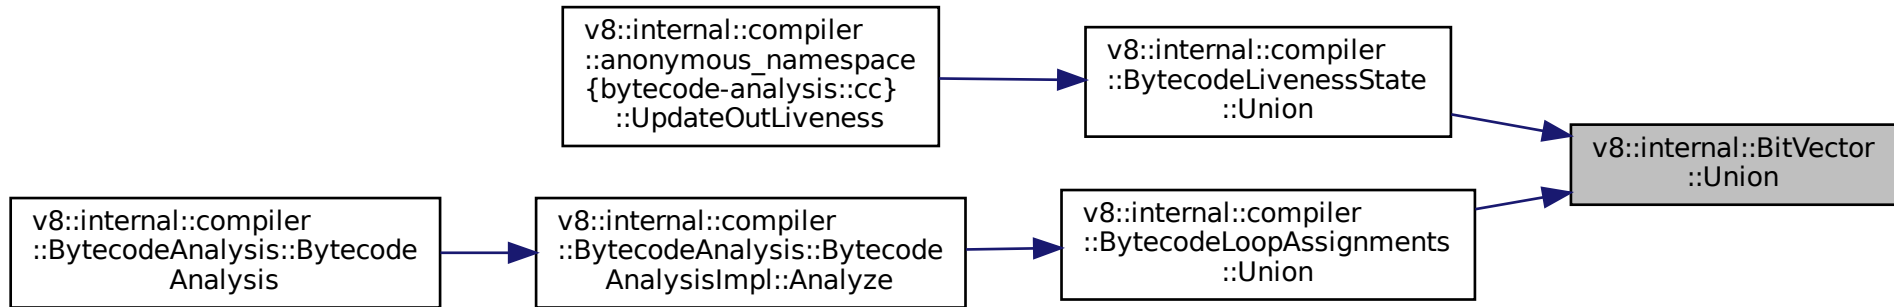 v8::internal::compiler
::anonymous_namespace
{bytecode-analysis::cc}
::UpdateOutLiveness
v8::internal::compiler
::BytecodeLivenessState
::Union
v8::internal::BitVector
::Union
v8::internal::compiler
::BytecodeAnalysis::Bytecode
Analysis
v8::internal::compiler
::BytecodeAnalysis::Bytecode
AnalysisImpl::Analyze
v8::internal::compiler
::BytecodeLoopAssignments
::Union